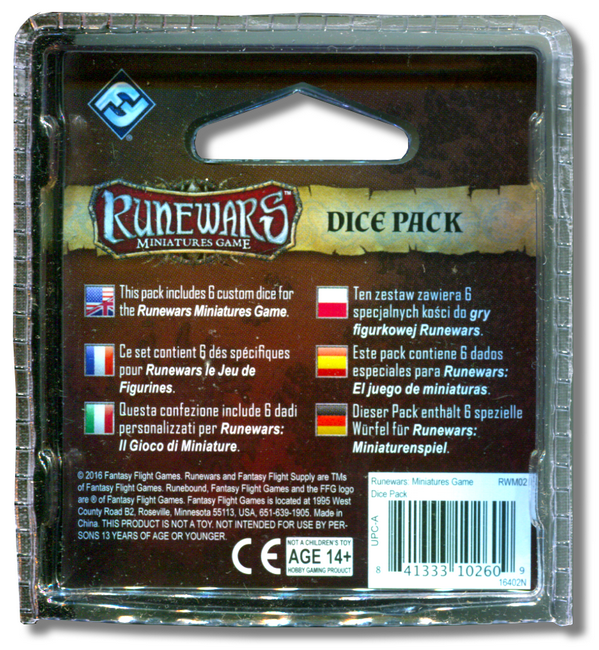 RUNEWARS™
MINIATURES GAME
DICE PACK
This pack includes 6 custom dice for
the Runewars Miniatures Game.
Ce set contient 6 dés spécifiques
pour Runewars le Jeu de
Figurines.
Questa confezione include 6 dadi
personalizzati per Runewars:
Il Gioco di Miniature.
Ten zestaw zawiera 6
specjalnych kości do gry
figurkowej Runewars.
Este pack contiene 6 dados
especiales para Runewars:
El juego de miniaturas.
Dieser Pack enthält 6 spezielle
Würfel für Runewars:
Miniaturenspiel.
© 2016 Fantasy Flight Games. Runewars and Fantasy Flight Supply are TMs
of Fantasy Flight Games. Runebound, Fantasy Flight Games and the FFG logo
are ® of Fantasy Flight Games. Fantasy Flight Games is located at 1995 West
County Road B2, Roseville, Minnesota 55113, USA, 651-639-1905. Made in
China. THIS PRODUCT IS NOT A TOY. NOT INTENDED FOR USE BY PER-
SONS 13 YEARS OF AGE OR YOUNGER.
CE
NOT A CHILDREN'S TOY
AGE 14+
HOBBY GAMING PRODUCT
Runewars: Miniatures Game RWM02
Dice Pack
UPC-A
8 41333 10260 9
16402N